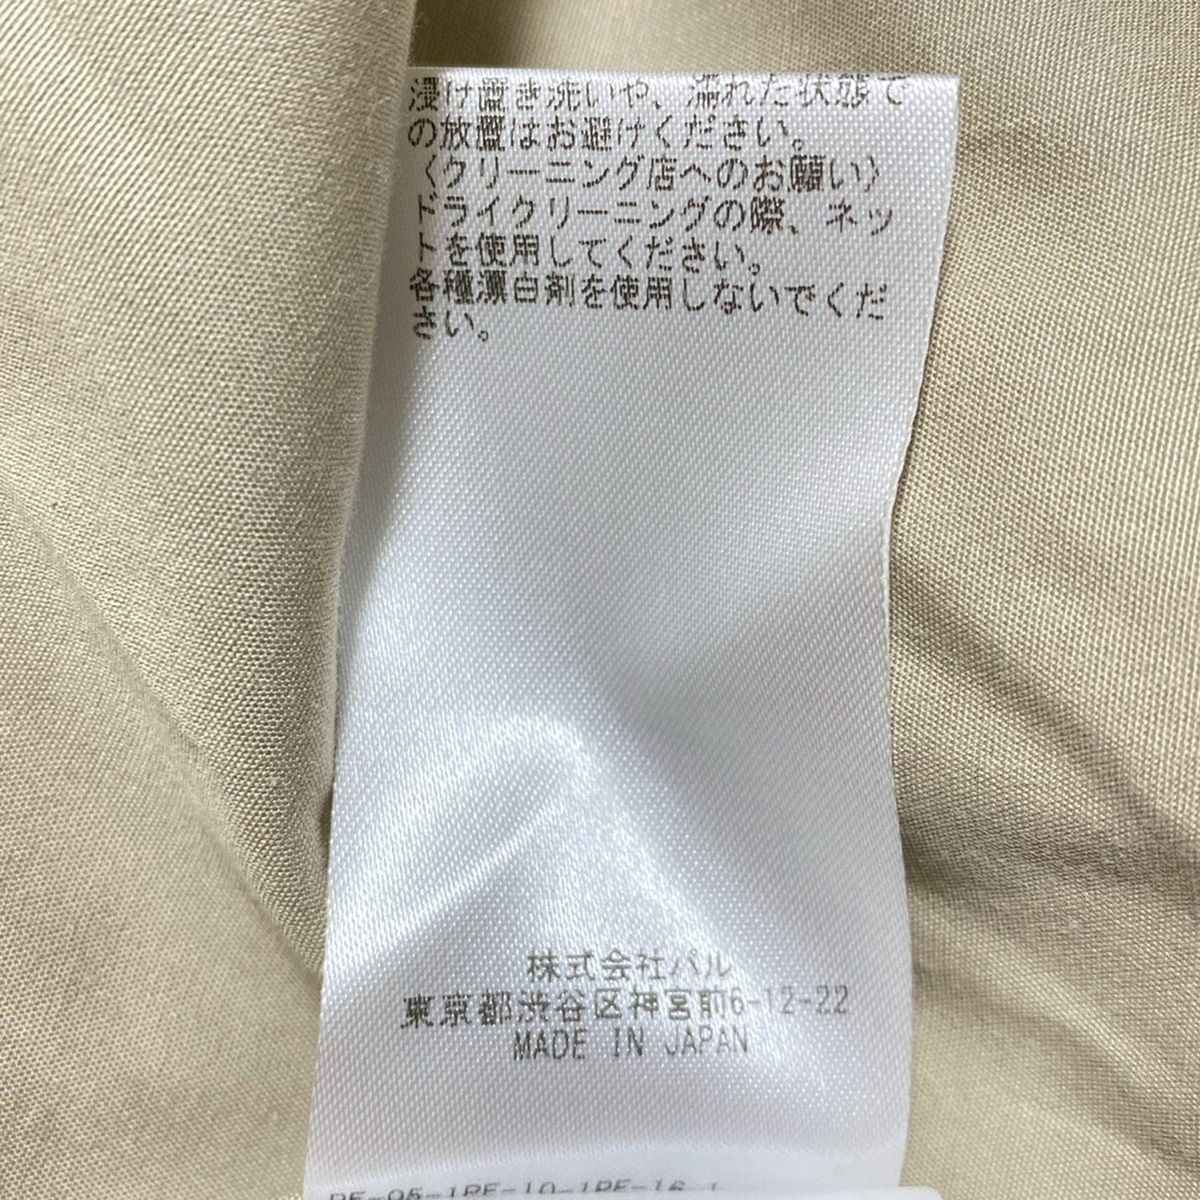 浸け置き洗いや、濡れた状態で
の放置はお避けください。
〈クリーニング店へのお願い〉
ドライクリーニングの際、ネッ
トを使用してください。
各種漂白剤を使用しないでくだ
さい。
株式会社パル
東京都渋谷区神宮前6-12-22
MADE IN JAPAN